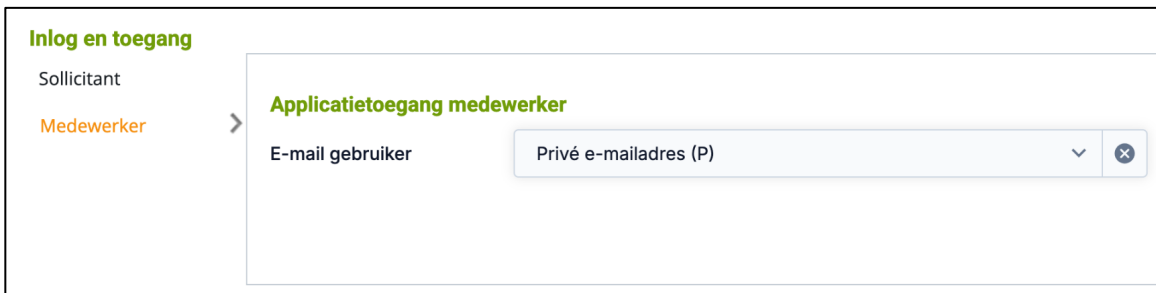 Inlog en toegang
Sollicitant
Medewerker
Applicatietoegang medewerker
E-mail gebruiker Privé e-mailadres (P)